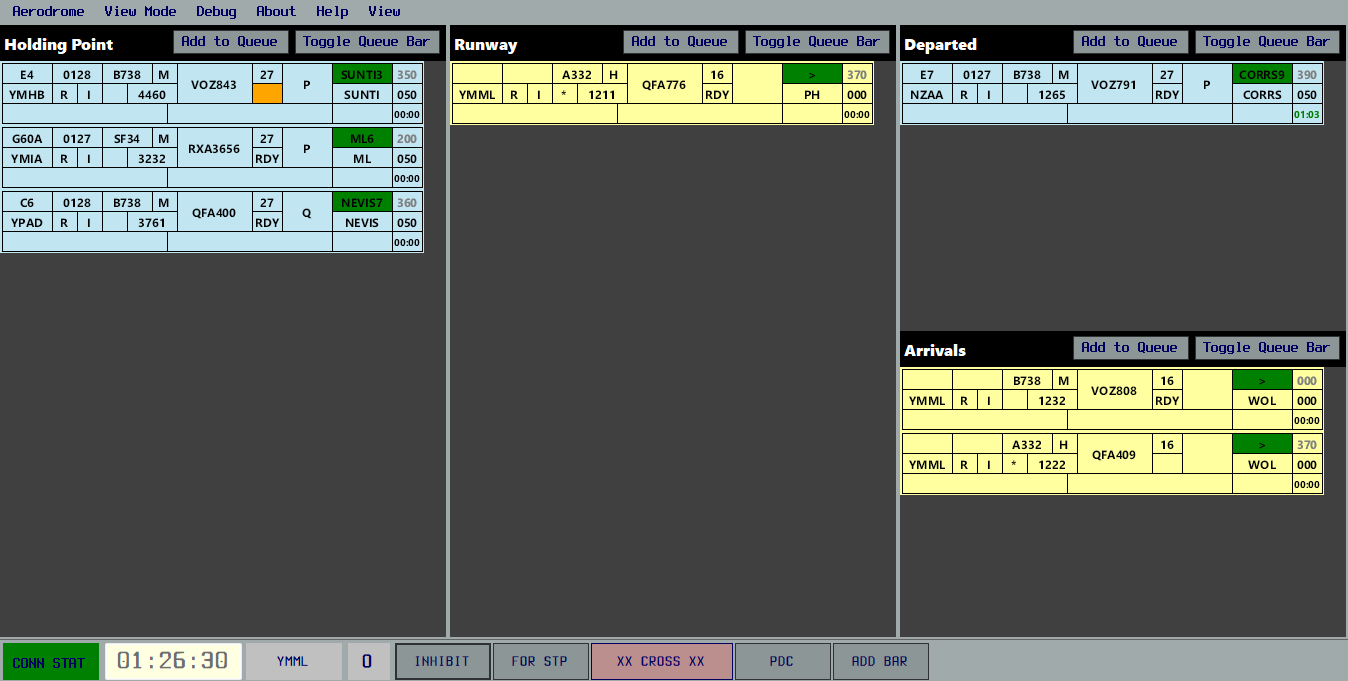 Aerodrome View Mode Debug About Help View
Holding Point Add to Queue Toggle Queue Bar
E4 0128 B738 M VOZ843 27 P SUNTI3 350
YMHB R I 4460 SUNTI 050
00:00
G60A 0127 SF34 M RXA3656 27 P ML6 200
YMIA R I 3232 RDY ML 050
00:00
C6 0128 B738 M QFA400 27 Q NEVIS7 360
YPAD R I 3761 RDY NEVIS 050
00:00
Runway Add to Queue Toggle Queue Bar
A332 H QFA776 16 > 370
YMML R I * 1211 RDY PH 000
00:00
Departed Add to Queue Toggle Queue Bar
E7 0127 B738 M VOZ791 27 P CORRS9 390
NZAA R I 1265 RDY CORRS 050
01:03
Arrivals Add to Queue Toggle Queue Bar
B738 M VOZ808 16 > 000
YMML R I 1232 RDY WOL 000
00:00
A332 H QFA409 16 > 370
YMML R I * 1222 WOL 000
00:00
CONN STAT 01:26:30 YMML O INHIBIT FOR STP XX CROSS XX PDC ADD BAR